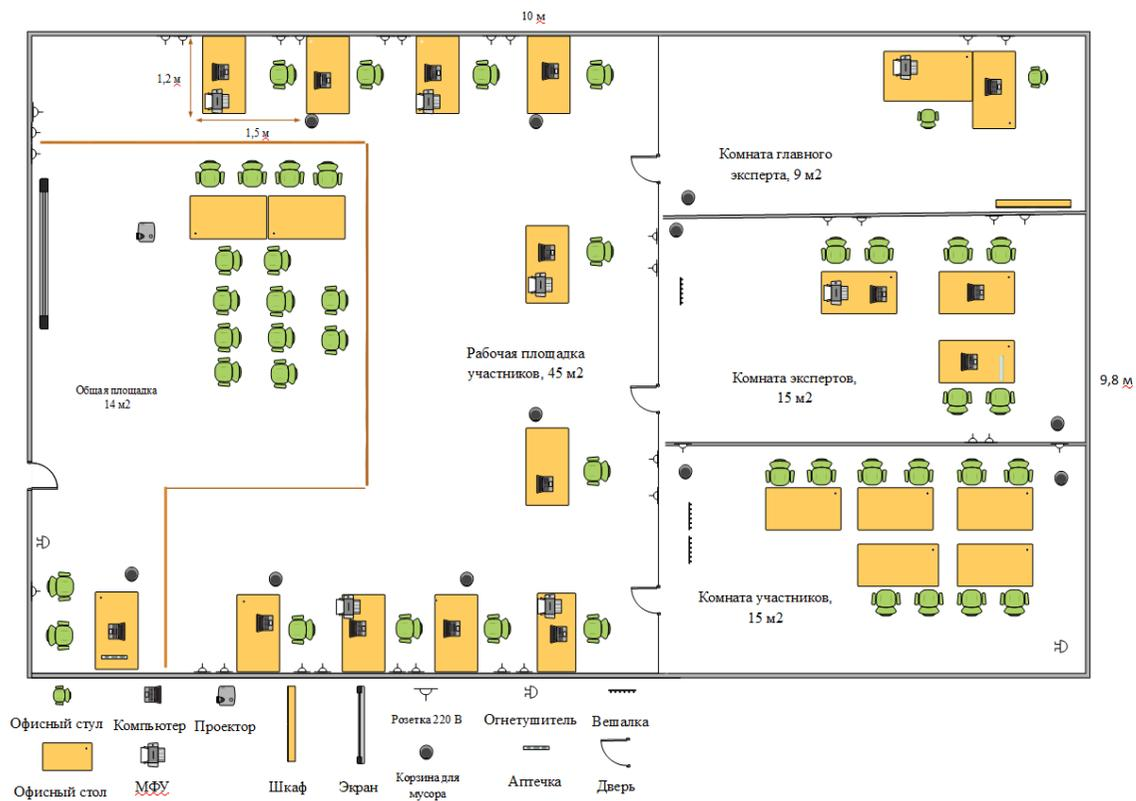 10 м
1,2 м
1,5 м
Комната главного
эксперта, 9 м2
Рабочая площадка
участников, 45 м2
Общая площадка
14 м2
Комната экспертов,
15 м2
9,8 м
Комната участников,
15 м2
Офисный стул
Компьютер
Проектор
Розетка 220 В
Огнетушитель
Вешалка
Офисный стол
МФУ
Шкаф
Экран
Корзина для
мусора
Аптечка
Дверь